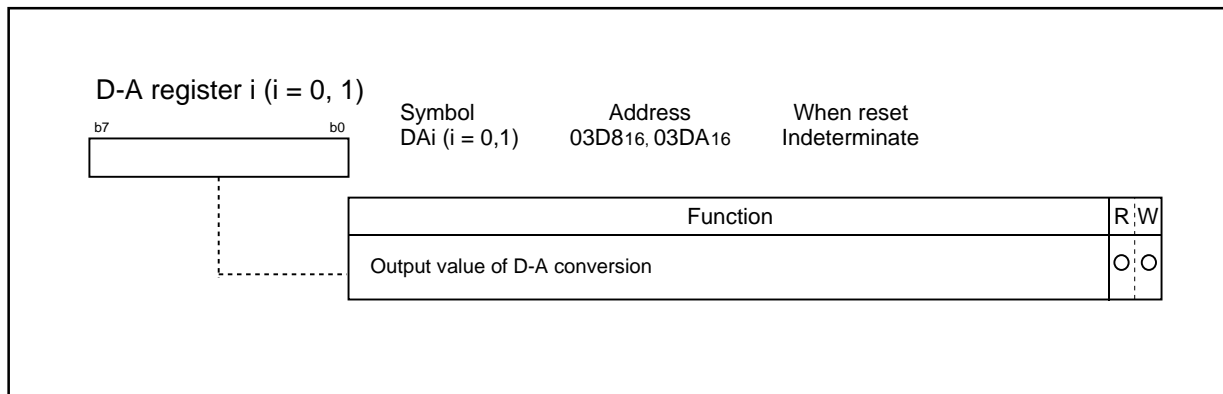 D-A register i (i = 0, 1)
b7 b0
Symbol Address When reset
DAi (i = 0,1) 03D816, 03DA16 Indeterminate
Function R W
Output value of D-A conversion O O